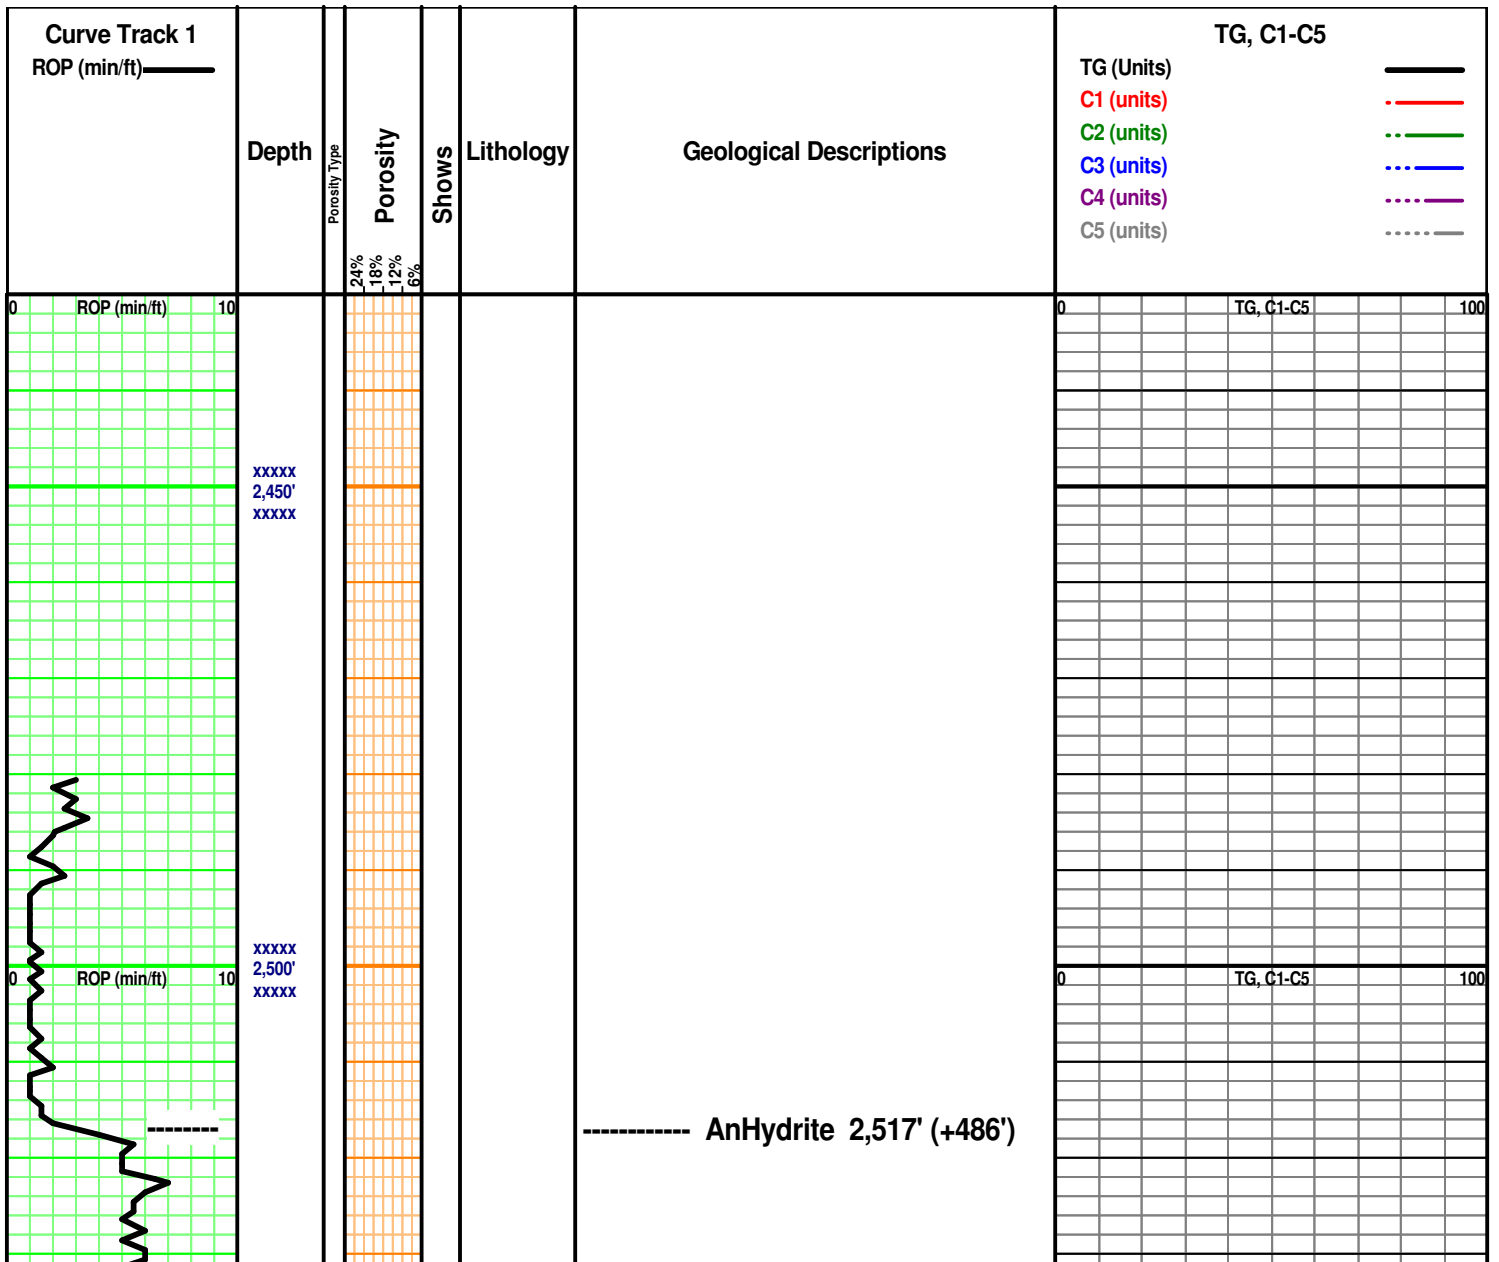 Curve Track 1
ROP (min/ft)
Depth
Porosity Type
Porosity
24%
18%
12%
6%
Shows
Lithology
Geological Descriptions
TG, C1-C5
TG (Units)
C1 (units)
C2 (units)
C3 (units)
C4 (units)
C5 (units)
0 ROP (min/ft) 10
0 TG, C1-C5 100
xxxxx
2,450'
xxxxx
xxxxx
2,500'
xxxxx
0 ROP (min/ft) 10
0 TG, C1-C5 100
---------
------------ AnHydrite 2,517' (+486')